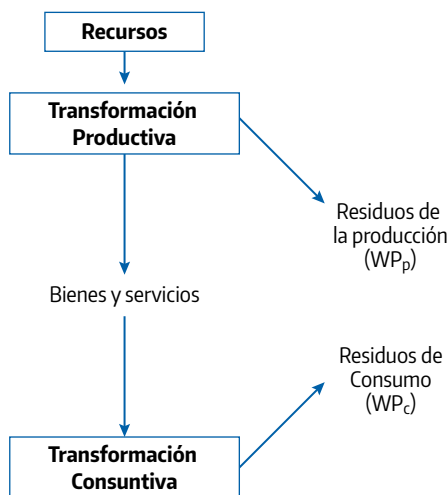 Recursos
Transformación
Productiva
Residuos de
la producción
(WPp)
Bienes y servicios
Residuos de
Consumo
(WPc)
Transformación
Consuntiva